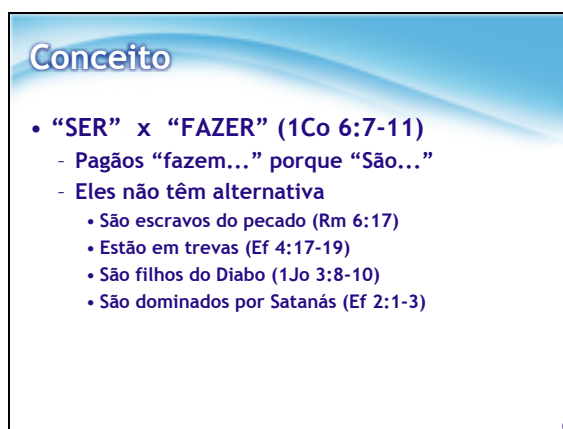 Conceito
• “SER” x “FAZER” (1Co 6:7-11)
– Pagãos “fazem...” porque “São...”
– Eles não têm alternativa
• São escravos do pecado (Rm 6:17)
• Estão em trevas (Ef 4:17-19)
• São filhos do Diabo (1Jo 3:8-10)
• São dominados por Satanás (Ef 2:1-3)